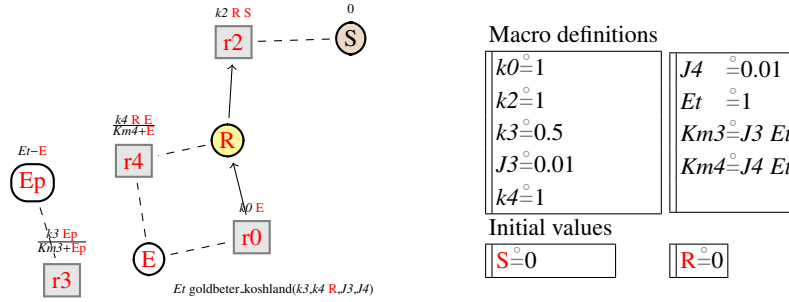 0
k2 R S
r2
S
k4 R E
Km4+E
r4
R
Et−E
Ep
k3 Ep
Km3+Ep
r3
k0 E
r0
E
Et goldbeter_koshland(k3,k4 R,J3,J4)
Macro definitions
k0≗1
k2≗1
k3≗0.5
J3≗0.01
k4≗1
J4 ≗0.01
Et ≗1
Km3≗J3 Et
Km4≗J4 Et
Initial values
S≗0
R≗0